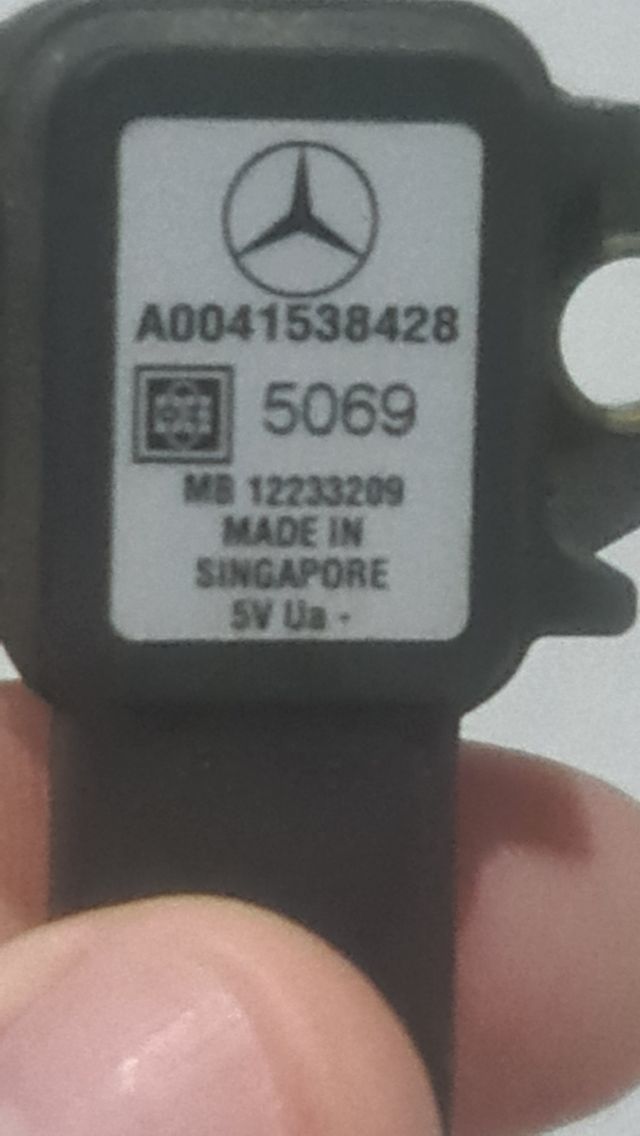 A0041538428
5069
MB 12233209
MADE IN
SINGAPORE
5V Ua -